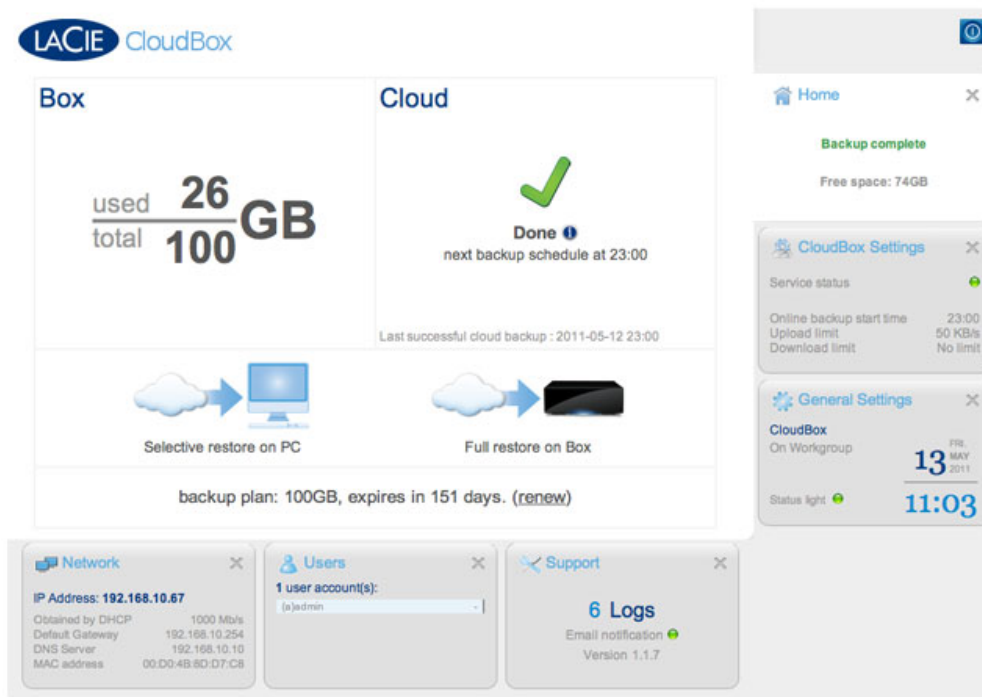 LACIE CloudBox
Box
used 26 GB
total 100
Cloud
Done
next backup schedule at 23:00
Last successful cloud backup : 2011-05-12 23:00
Selective restore on PC
Full restore on Box
backup plan: 100GB, expires in 151 days. (renew)
Home
Backup complete
Free space: 74GB
CloudBox Settings
Service status
Online backup start time 23:00
Upload limit 50 KB/s
Download limit No limit
General Settings
CloudBox
On Workgroup
13 FRI. MAY 2011
Status light 11:03
Network
IP Address: 192.168.10.67
Obtained by DHCP 1000 Mb/s
Default Gateway 192.168.10.254
DNS Server 192.168.10.10
MAC address 00:D0:4B:8D:D7:C8
Users
1 user account(s):
(a)admin
Support
6 Logs
Email notification
Version 1.1.7